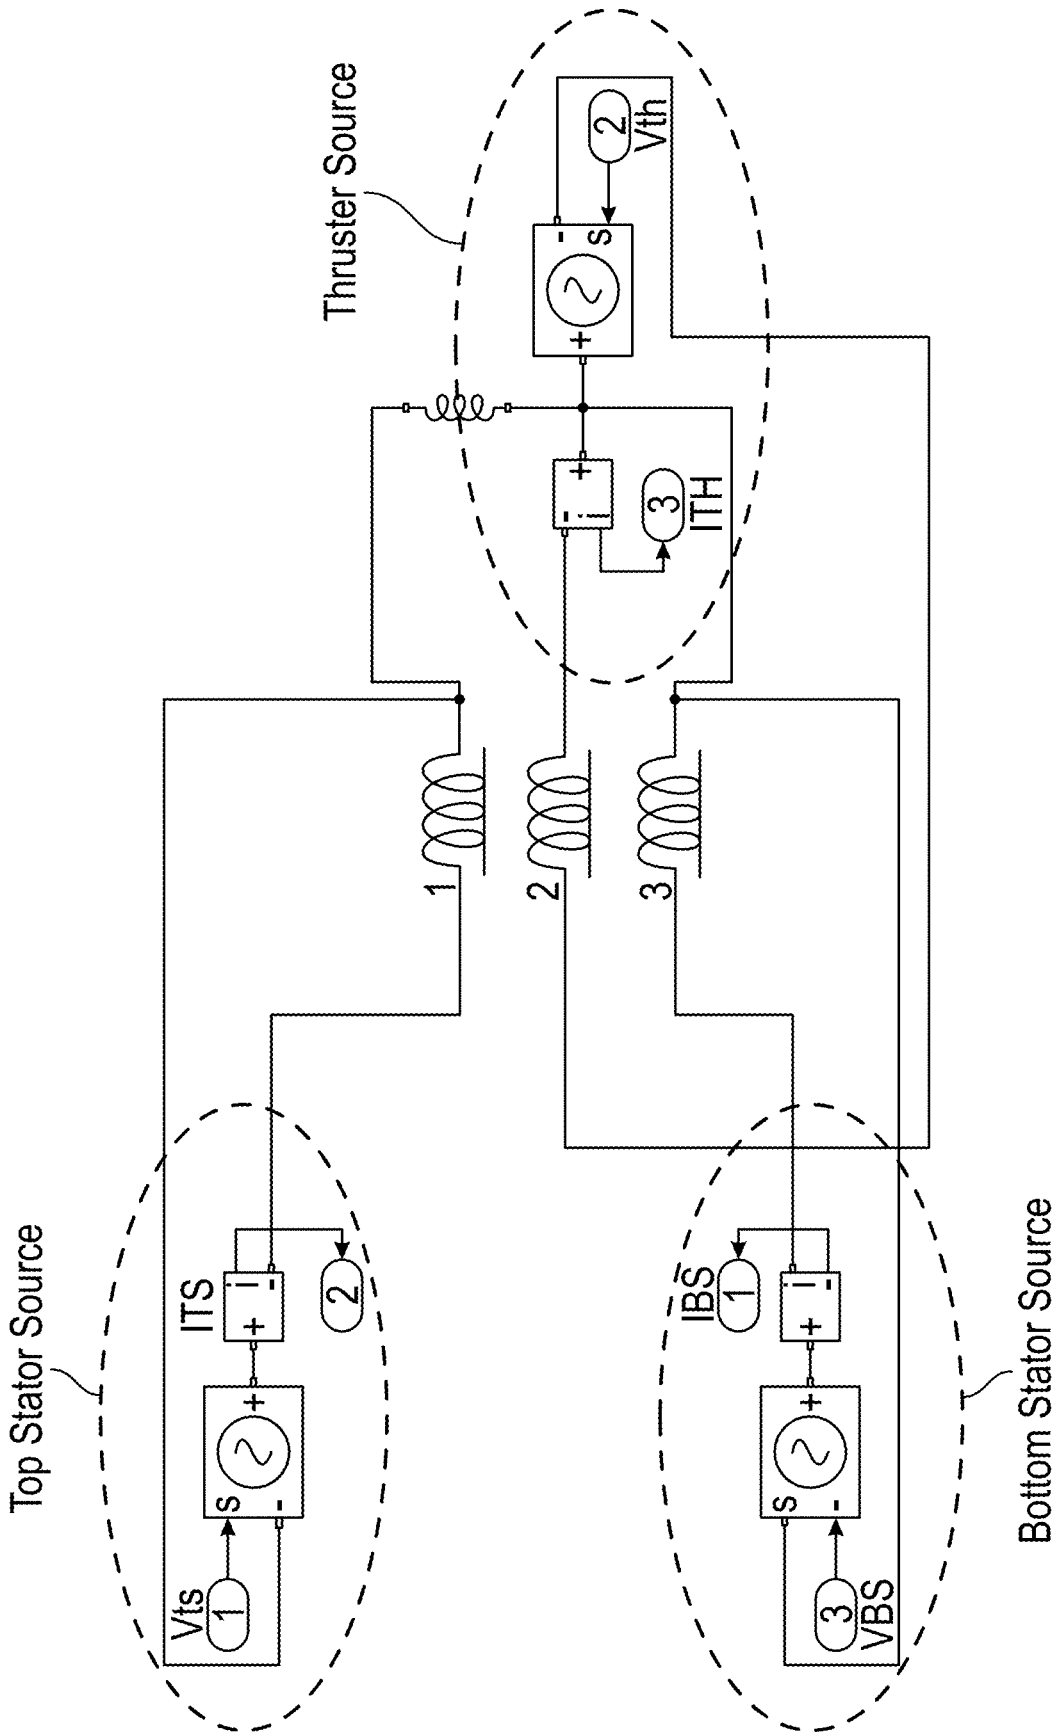 Top Stator Source
Vts
1
s
-
+
ITS
+
i
-
2
Thruster Source
1
2
3
-
i
+
3
ITH
+
-
s
2
Vth
Bottom Stator Source
3
VBS
s
-
+
IBS
1
+
i
-